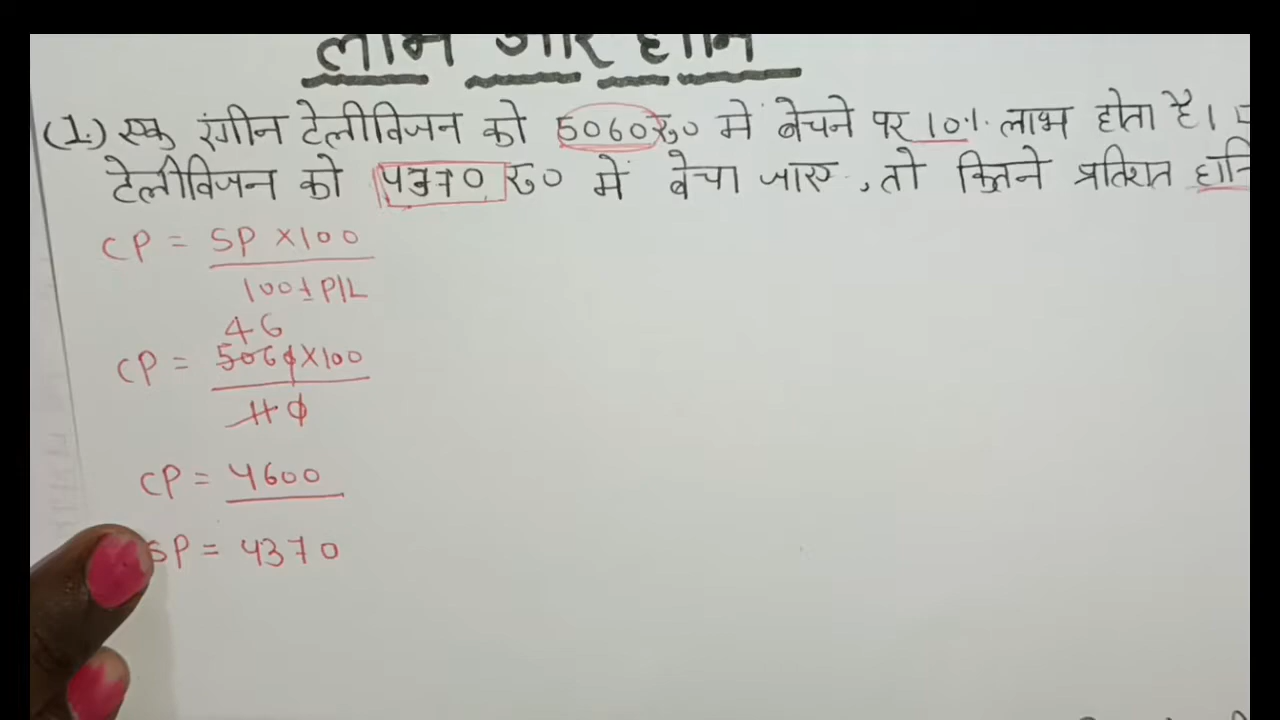 लाभ और हानि
(1.) एक रंगीन टेलीविजन को 5060 रु० में बेचने पर 10% लाभ होता है।
टेलीविजन को 4370 रु० में बेचा जाए, तो कितने प्रतिशत हानि
CP = SP × 100
100 ± P/L
46
CP = 5060 × 100
110
CP = 4600
SP = 4370